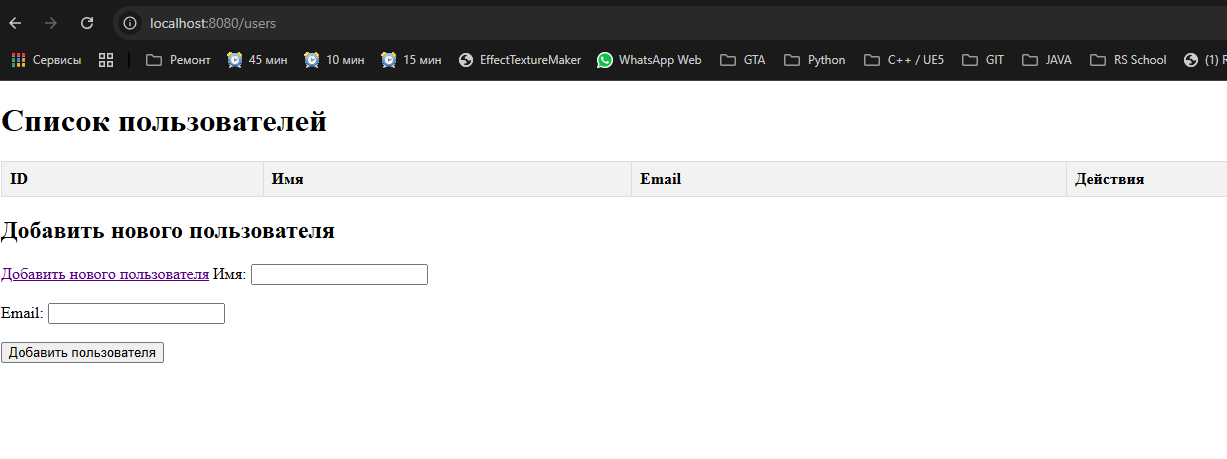 localhost:8080/users
Сервисы Ремонт 45 мин 10 мин 15 мин EffectTextureMaker WhatsApp Web GTA Python C++ / UE5 GIT JAVA RS School (1) R
Список пользователей
ID Имя Email Действия
Добавить нового пользователя
Добавить нового пользователя Имя:
Email:
Добавить пользователя